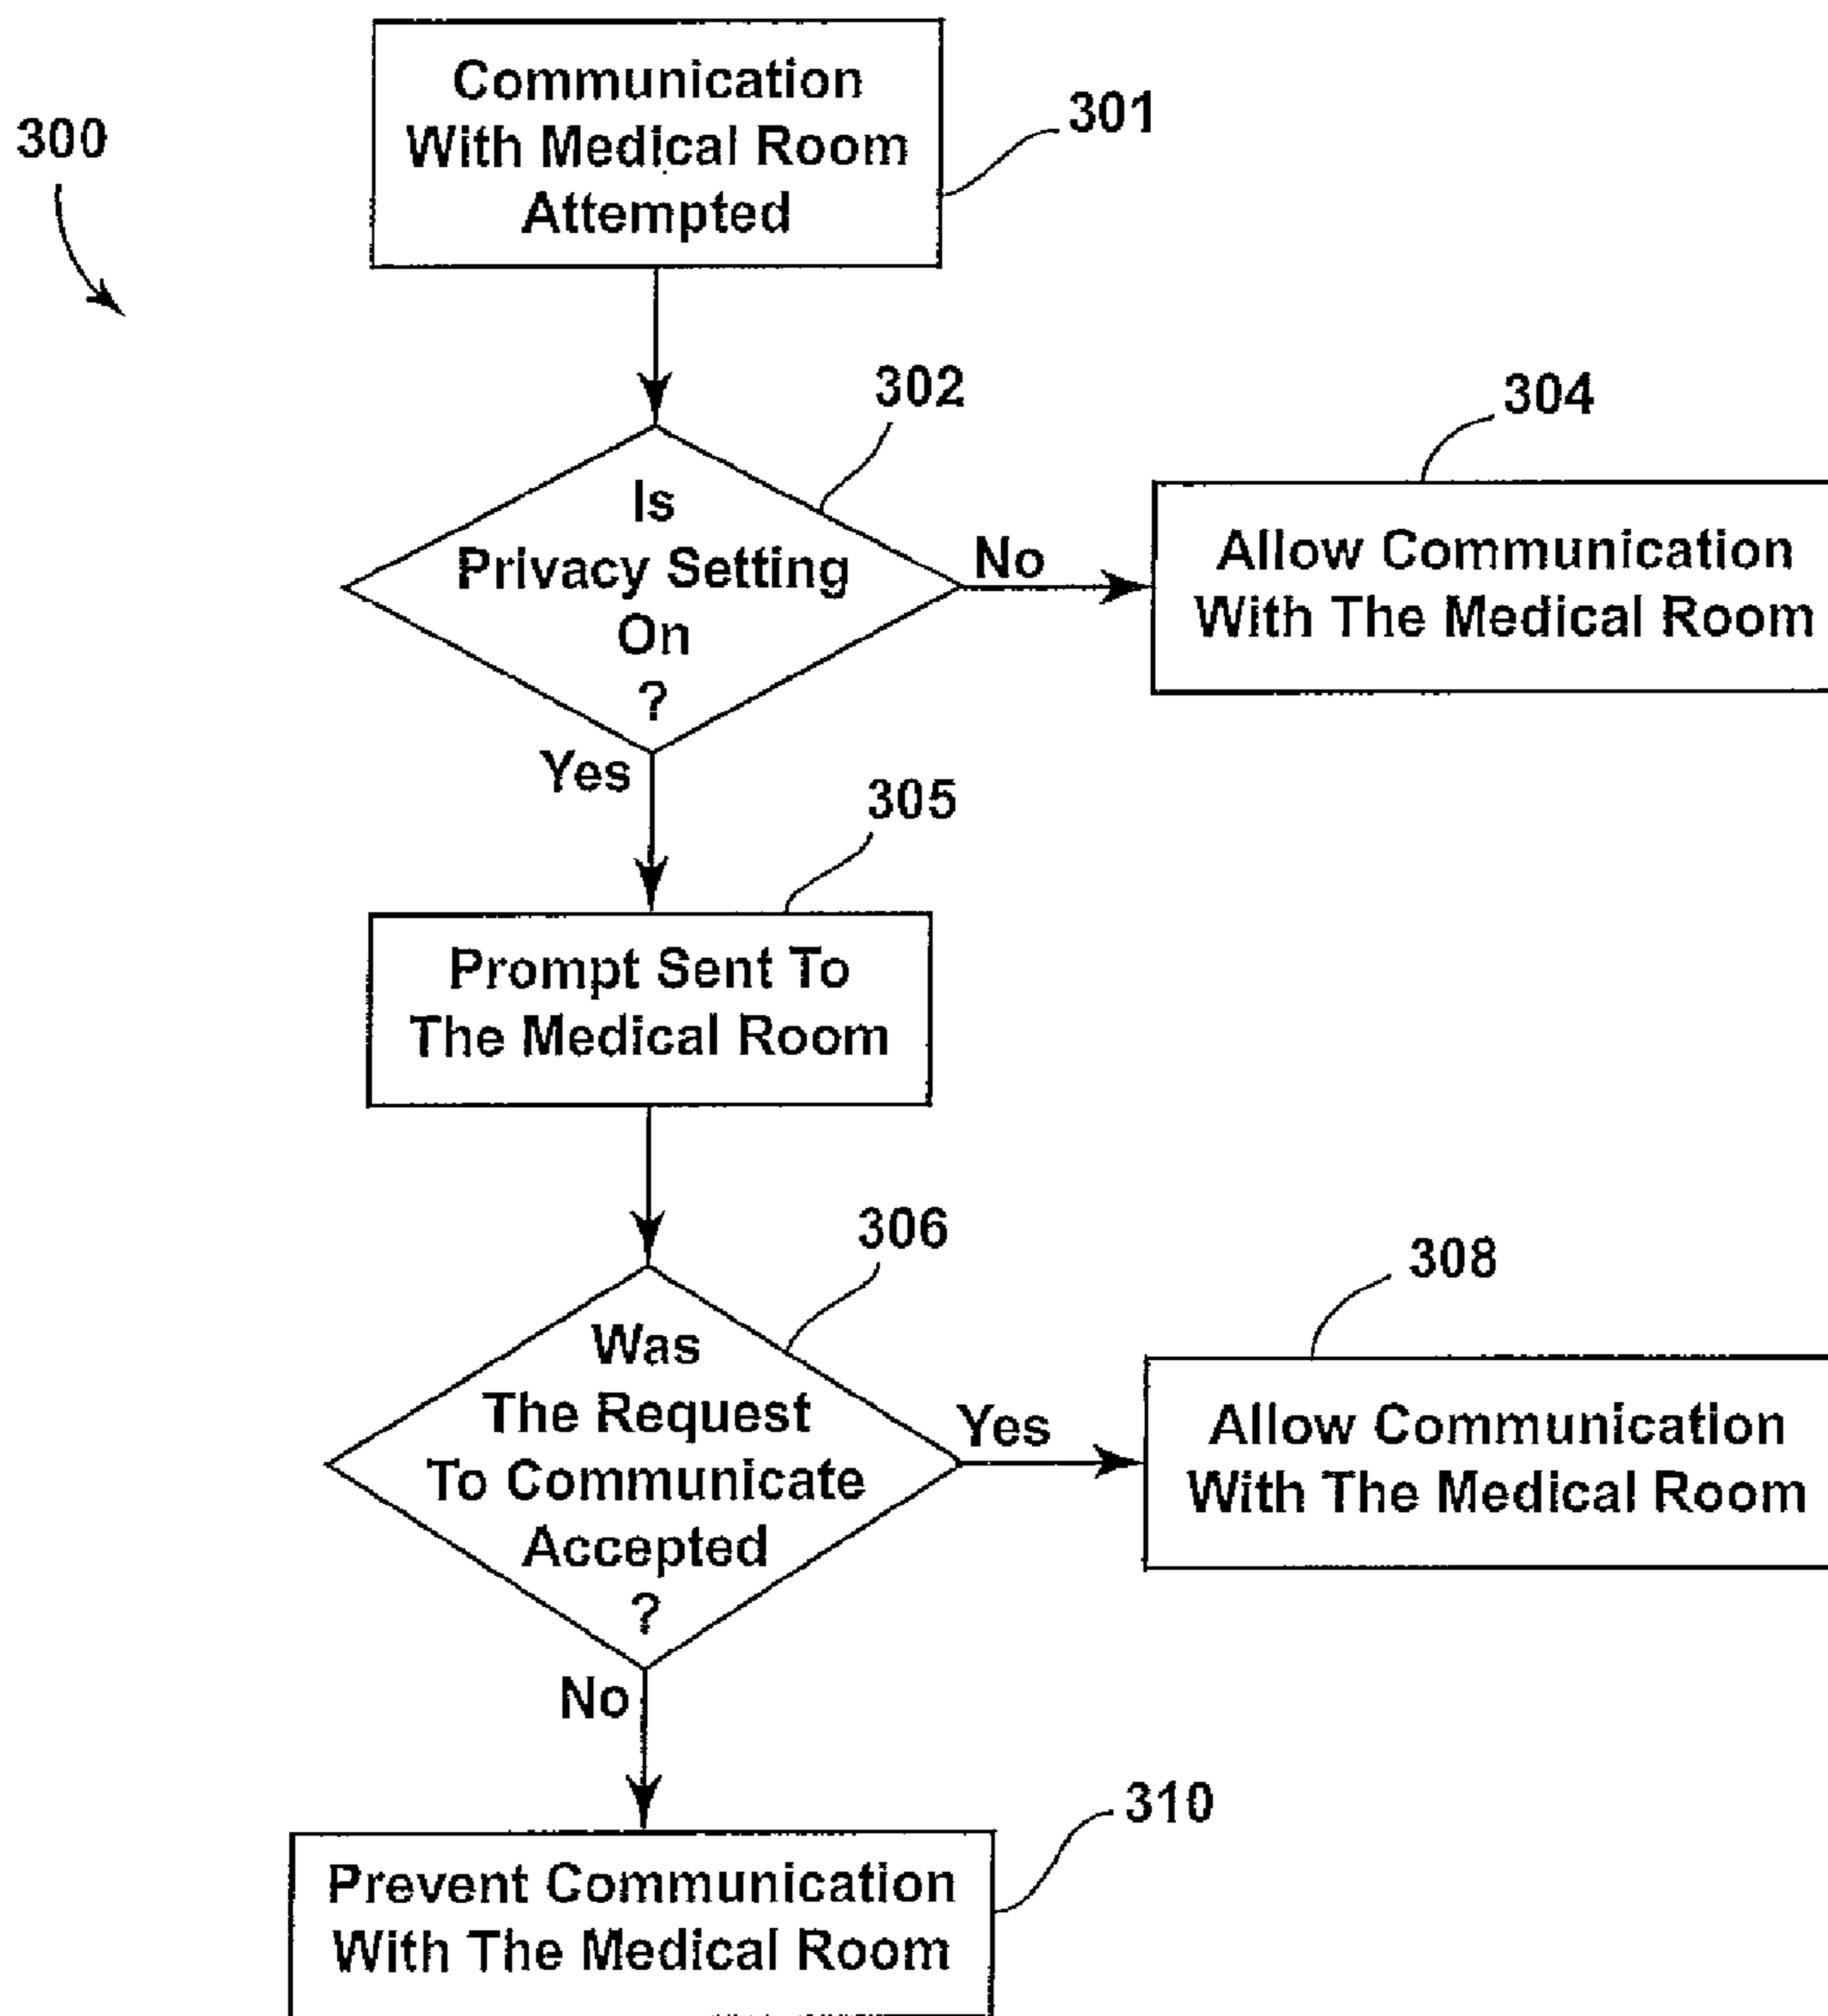 300
Communication
With Medical Room
Attempted
301
302
Is
Privacy Setting
On
?
No
304
Allow Communication
With The Medical Room
Yes
305
Prompt Sent To
The Medical Room
306
Was
The Request
To Communicate
Accepted
?
Yes
308
Allow Communication
With The Medical Room
No
310
Prevent Communication
With The Medical Room